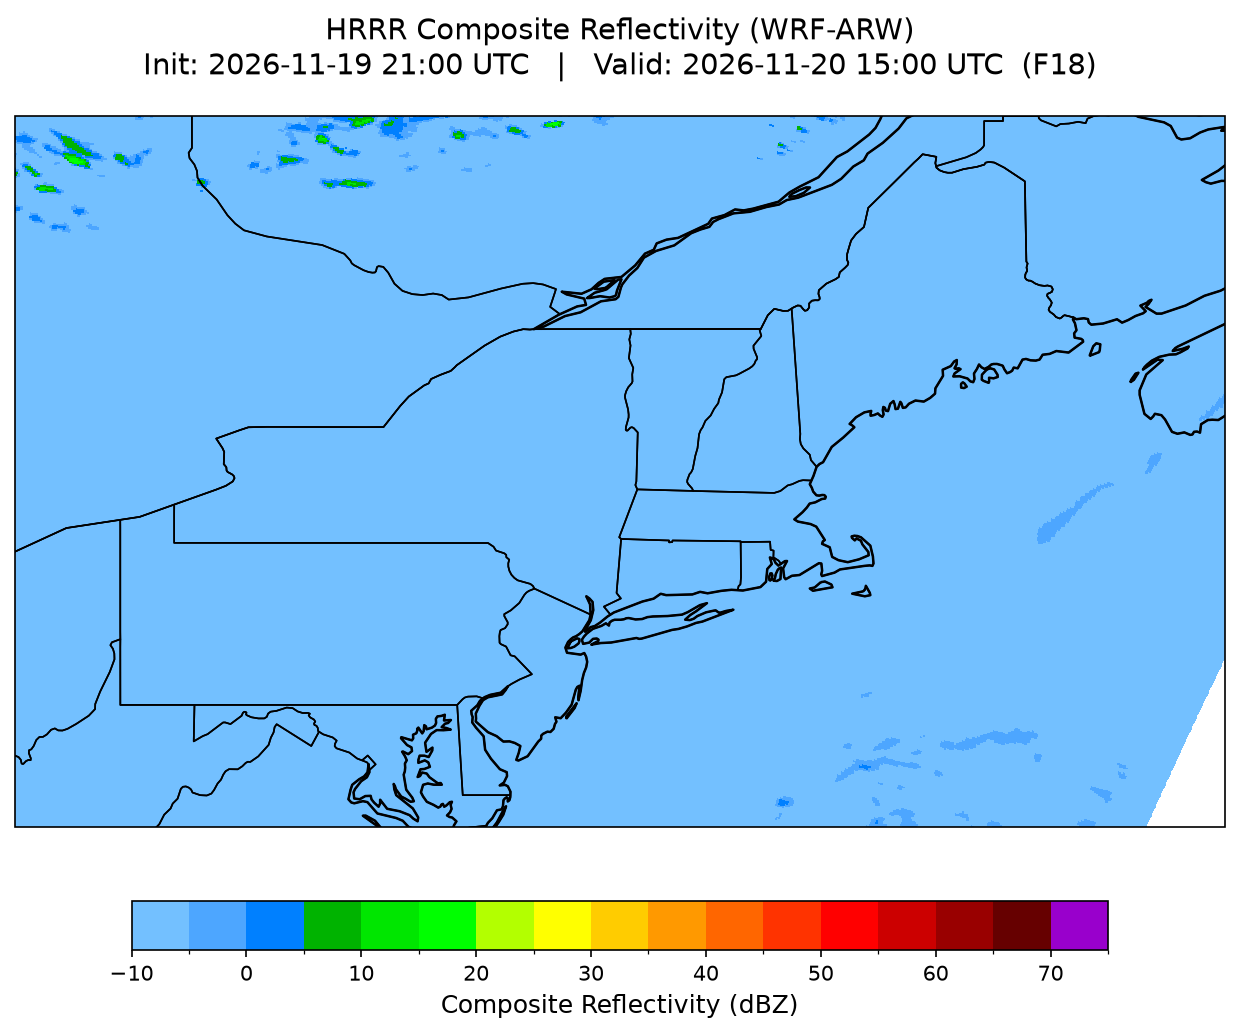 HRRR Composite Reflectivity (WRF-ARW)
Init: 2026-11-19 21:00 UTC   |   Valid: 2026-11-20 15:00 UTC  (F18)
−10 0 10 20 30 40 50 60 70
Composite Reflectivity (dBZ)